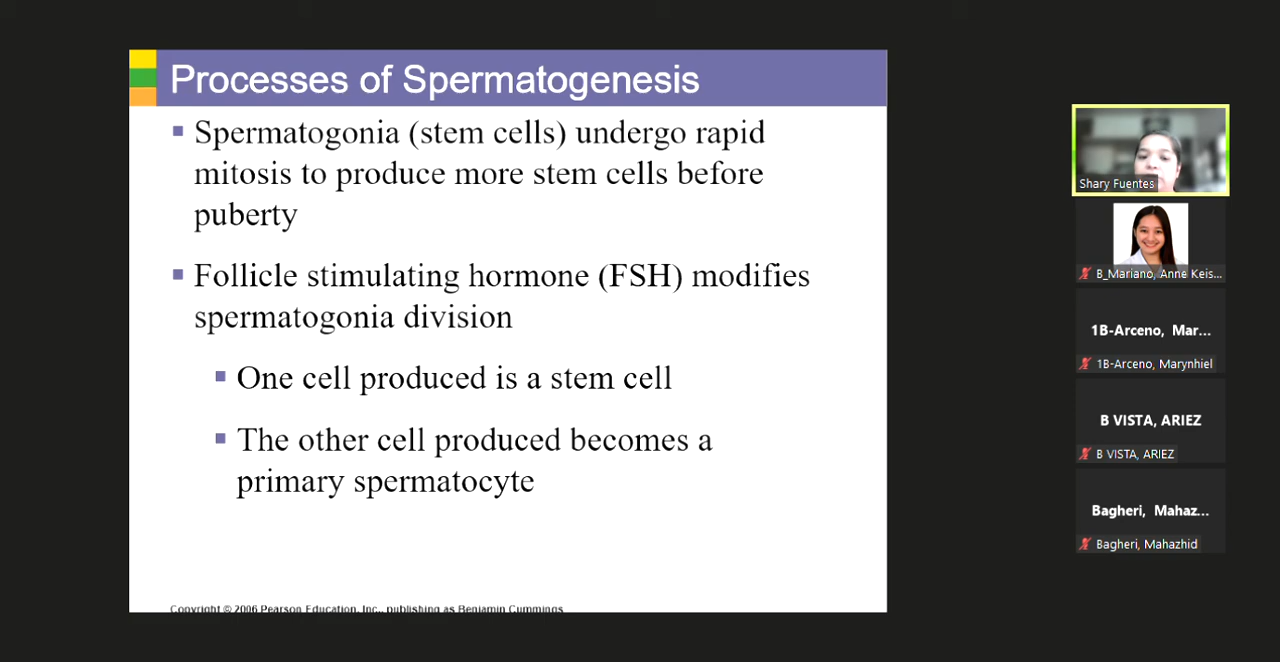 Processes of Spermatogenesis
Spermatogonia (stem cells) undergo rapid
mitosis to produce more stem cells before
puberty
Follicle stimulating hormone (FSH) modifies
spermatogonia division
One cell produced is a stem cell
The other cell produced becomes a
primary spermatocyte
Copyright © 2006 Pearson Education, Inc., publishing as Benjamin Cummings
Shary Fuentes
B_Mariano, Anne Keis...
1B-Arceno, Mar...
1B-Arceno, Marynhiel
B VISTA, ARIEZ
B VISTA, ARIEZ
Bagheri, Mahaz...
Bagheri, Mahazhid